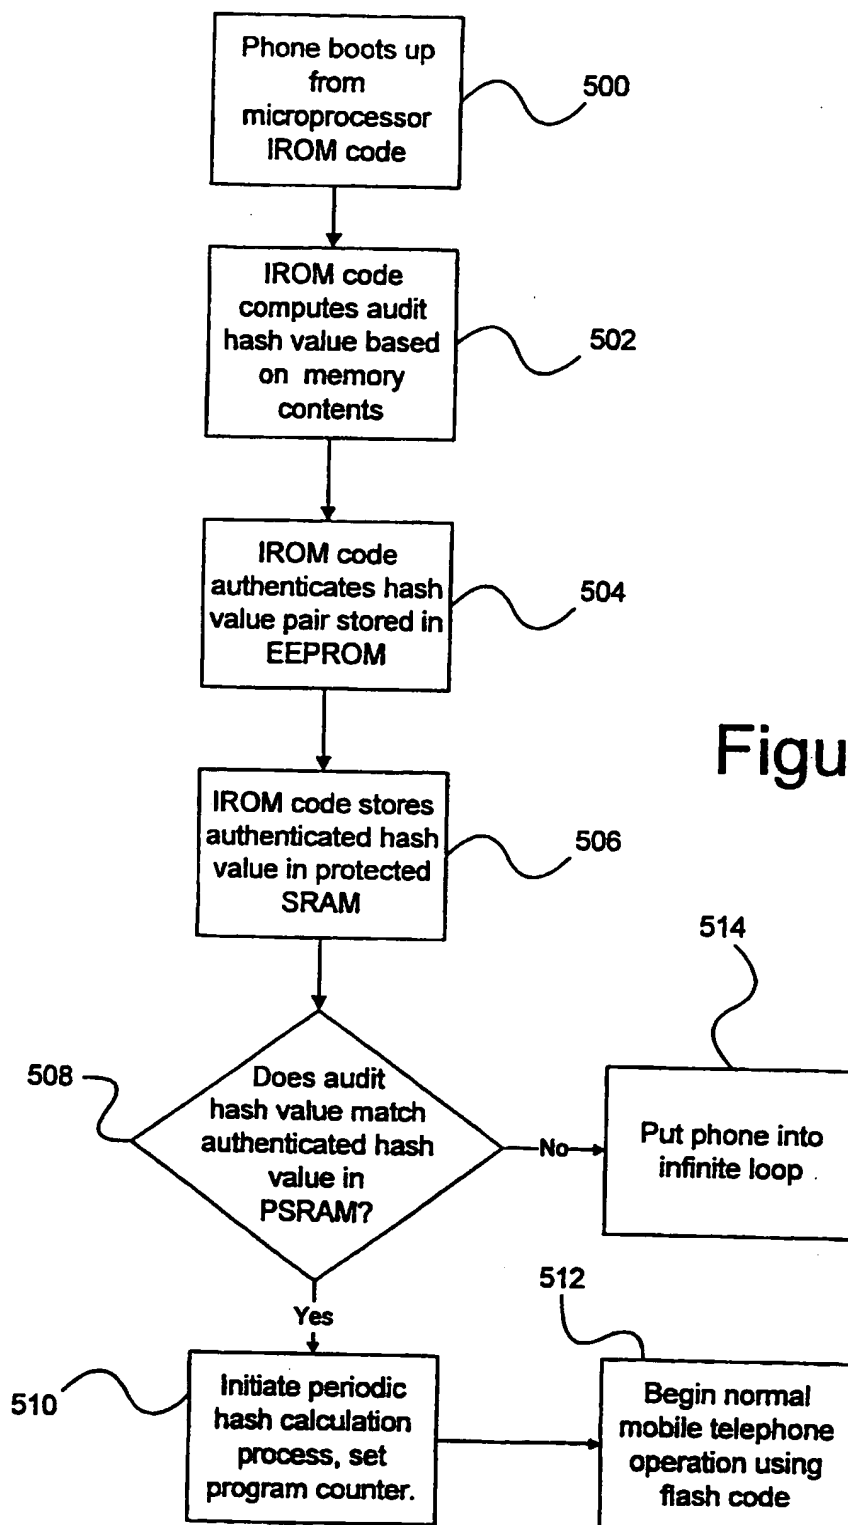 Phone boots up
from
microprocessor
IROM code
500
IROM code
computes audit
hash value based
on memory
contents
502
IROM code
authenticates hash
value pair stored in
EEPROM
504
Figu
IROM code stores
authenticated hash
value in protected
SRAM
506
514
508
Does audit
hash value match
authenticated hash
value in
PSRAM?
No
Put phone into
infinite loop
Yes
512
510
Initiate periodic
hash calculation
process, set
program counter.
Begin normal
mobile telephone
operation using
flash code